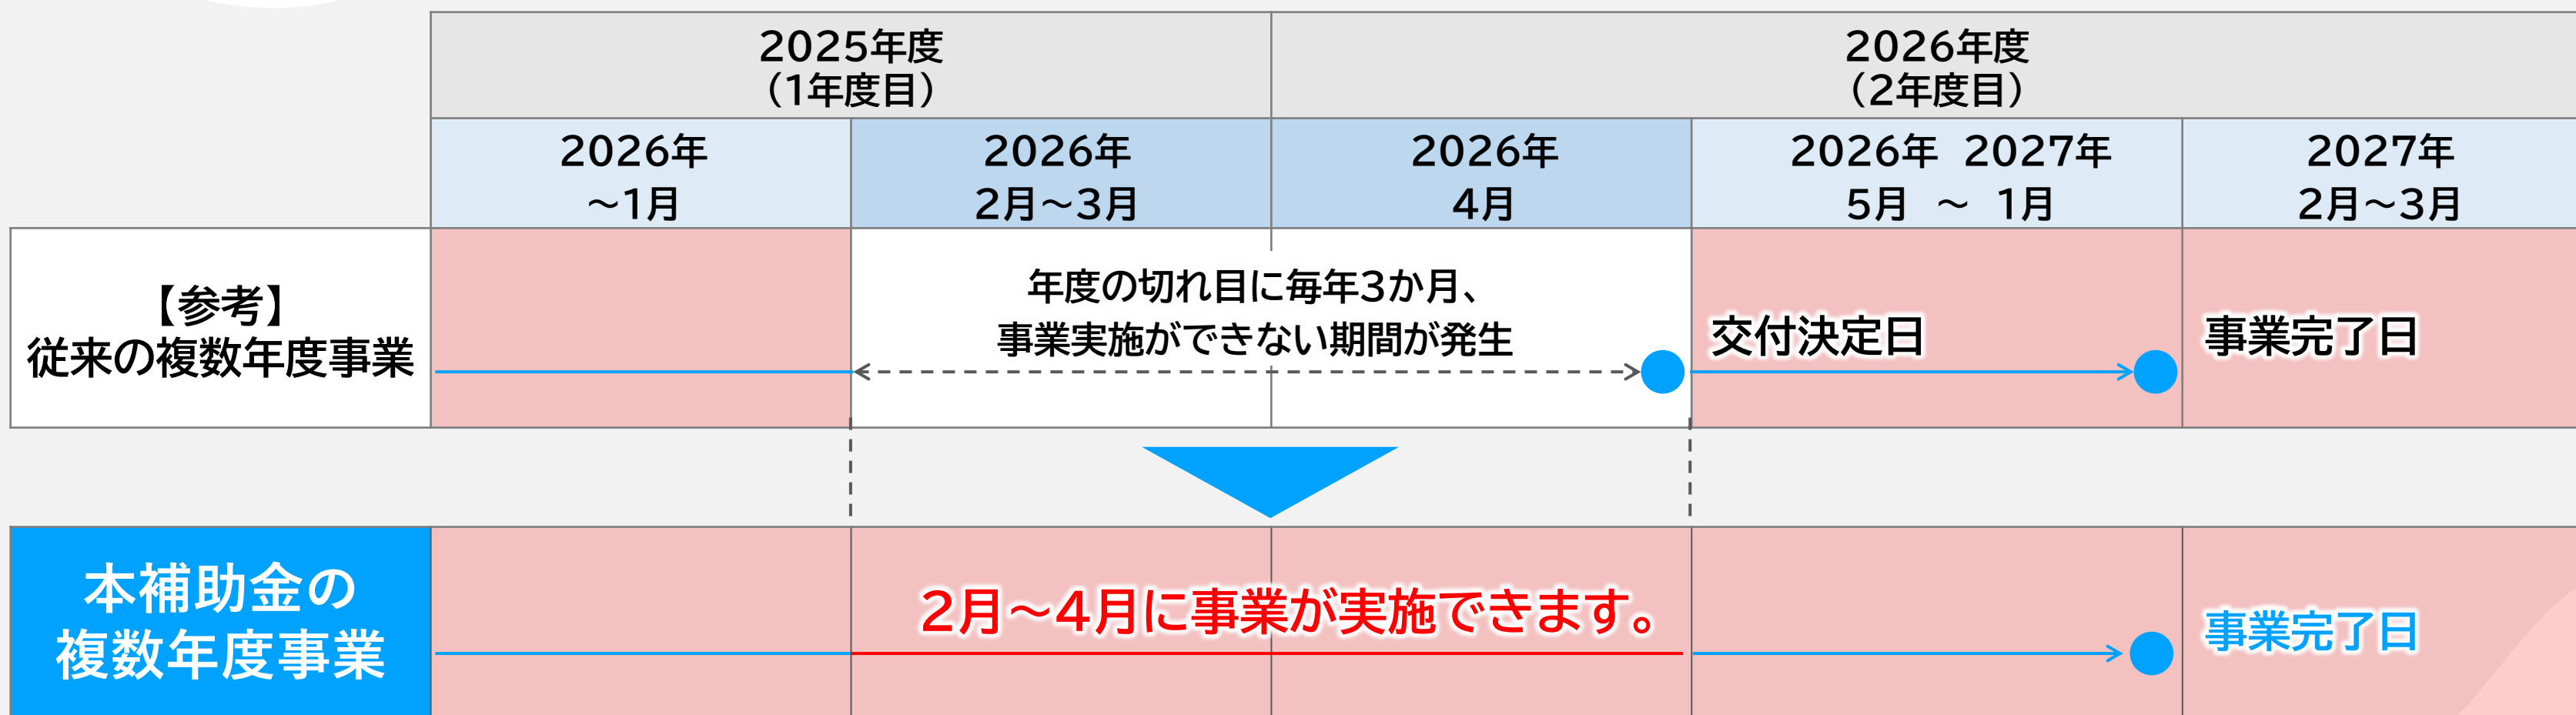 2025年度
（1年度目）
2026年度
（2年度目）
2026年
～1月
2026年
2月～3月
2026年
4月
2026年 2027年
5月 ～ 1月
2027年
2月～3月
【参考】
従来の複数年度事業
年度の切れ目に毎年3か月、
事業実施ができない期間が発生
交付決定日
事業完了日
本補助金の
複数年度事業
2月～4月に事業が実施できます。
事業完了日